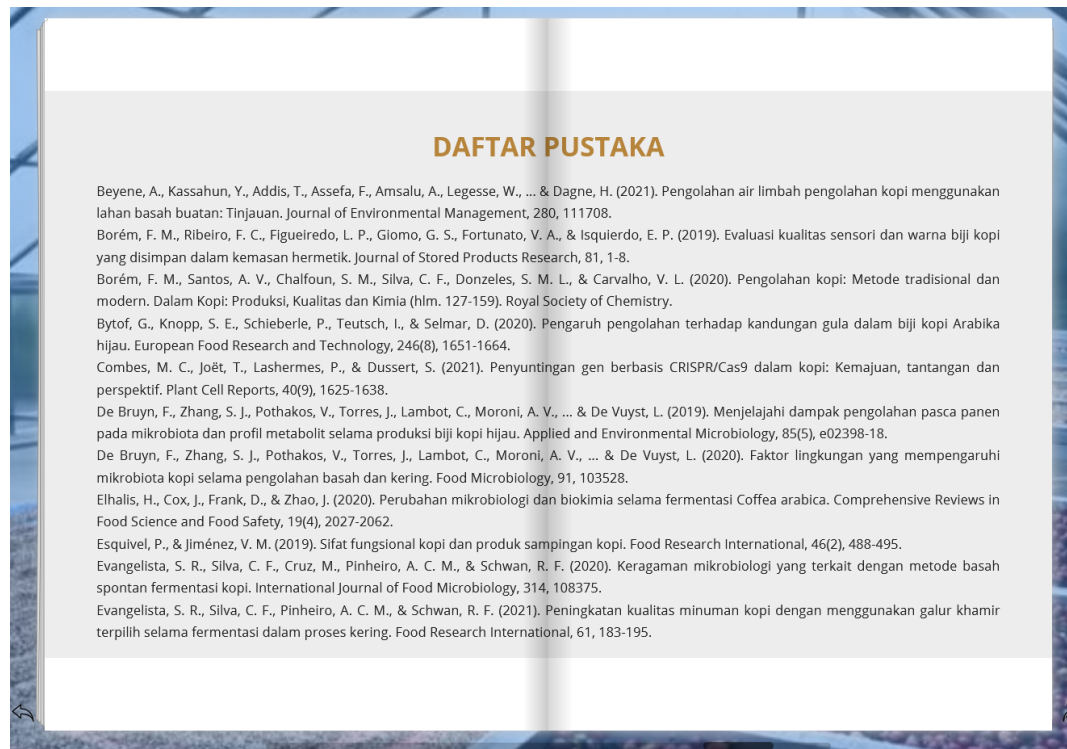 DAFTAR PUSTAKA
Beyene, A., Kassahun, Y., Addis, T., Assefa, F., Amsalu, A., Legesse, W., ... & Dagne, H. (2021). Pengolahan air limbah pengolahan kopi menggunakan
lahan basah buatan: Tinjauan. Journal of Environmental Management, 280, 111708.
Borém, F. M., Ribeiro, F. C., Figueiredo, L. P., Giomo, G. S., Fortunato, V. A., & Isquierdo, E. P. (2019). Evaluasi kualitas sensori dan warna biji kopi
yang disimpan dalam kemasan hermetik. Journal of Stored Products Research, 81, 1-8.
Borém, F. M., Santos, A. V., Chalfoun, S. M., Silva, C. F., Donzeles, S. M. L., & Carvalho, V. L. (2020). Pengolahan kopi: Metode tradisional dan
modern. Dalam Kopi: Produksi, Kualitas dan Kimia (hlm. 127-159). Royal Society of Chemistry.
Bytof, G., Knopp, S. E., Schieberle, P., Teutsch, I., & Selmar, D. (2020). Pengaruh pengolahan terhadap kandungan gula dalam biji kopi Arabika
hijau. European Food Research and Technology, 246(8), 1651-1664.
Combes, M. C., Joët, T., Lashermes, P., & Dussert, S. (2021). Penyuntingan gen berbasis CRISPR/Cas9 dalam kopi: Kemajuan, tantangan dan
perspektif. Plant Cell Reports, 40(9), 1625-1638.
De Bruyn, F., Zhang, S. J., Pothakos, V., Torres, J., Lambot, C., Moroni, A. V., ... & De Vuyst, L. (2019). Menjelajahi dampak pengolahan pasca panen
pada mikrobiota dan profil metabolit selama produksi biji kopi hijau. Applied and Environmental Microbiology, 85(5), e02398-18.
De Bruyn, F., Zhang, S. J., Pothakos, V., Torres, J., Lambot, C., Moroni, A. V., ... & De Vuyst, L. (2020). Faktor lingkungan yang mempengaruhi
mikrobiota kopi selama pengolahan basah dan kering. Food Microbiology, 91, 103528.
Elhalis, H., Cox, J., Frank, D., & Zhao, J. (2020). Perubahan mikrobiologi dan biokimia selama fermentasi Coffea arabica. Comprehensive Reviews in
Food Science and Food Safety, 19(4), 2027-2062.
Esquivel, P., & Jiménez, V. M. (2019). Sifat fungsional kopi dan produk sampingan kopi. Food Research International, 46(2), 488-495.
Evangelista, S. R., Silva, C. F., Cruz, M., Pinheiro, A. C. M., & Schwan, R. F. (2020). Keragaman mikrobiologi yang terkait dengan metode basah
spontan fermentasi kopi. International Journal of Food Microbiology, 314, 108375.
Evangelista, S. R., Silva, C. F., Pinheiro, A. C. M., & Schwan, R. F. (2021). Peningkatan kualitas minuman kopi dengan menggunakan galur khamir
terpilih selama fermentasi dalam proses kering. Food Research International, 61, 183-195.